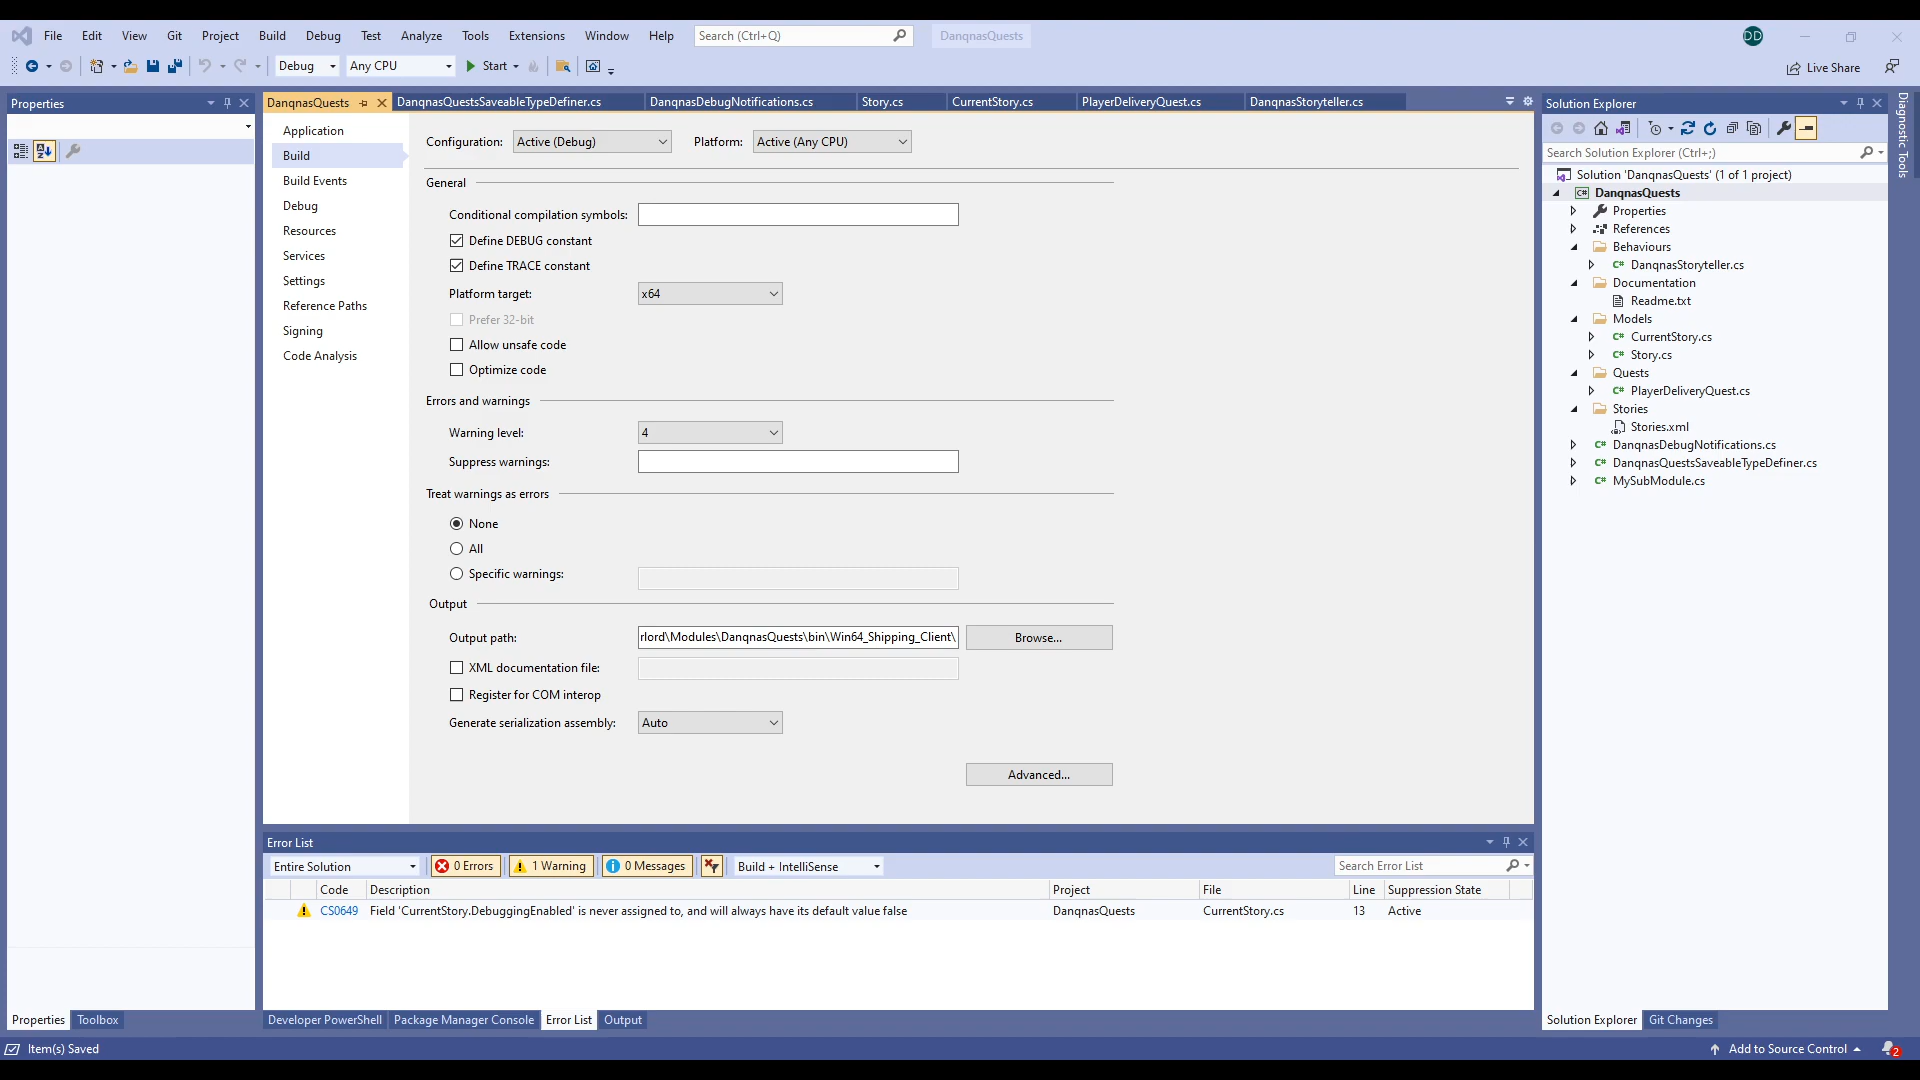 File Edit View Git Project Build Debug Test Analyze Tools Extensions Window Help Search (Ctrl+Q) DanqnasQuests DD
Debug Any CPU Start Live Share
Properties
DanqnasQuests DanqnasQuestsSaveableTypeDefiner.cs DanqnasDebugNotifications.cs Story.cs CurrentStory.cs PlayerDeliveryQuest.cs DanqnasStoryteller.cs
Application
Build
Build Events
Debug
Resources
Services
Settings
Reference Paths
Signing
Code Analysis
Configuration: Active (Debug) Platform: Active (Any CPU)
General
Conditional compilation symbols:
Define DEBUG constant
Define TRACE constant
Platform target: x64
Prefer 32-bit
Allow unsafe code
Optimize code
Errors and warnings
Warning level: 4
Suppress warnings:
Treat warnings as errors
None
All
Specific warnings:
Output
Output path: rlord\Modules\DanqnasQuests\bin\Win64_Shipping_Client\ Browse...
XML documentation file:
Register for COM interop
Generate serialization assembly: Auto
Advanced...
Solution Explorer
Search Solution Explorer (Ctrl+;)
Solution 'DanqnasQuests' (1 of 1 project)
C# DanqnasQuests
Properties
References
Behaviours
C# DanqnasStoryteller.cs
Documentation
Readme.txt
Models
C# CurrentStory.cs
C# Story.cs
Quests
C# PlayerDeliveryQuest.cs
Stories
Stories.xml
C# DanqnasDebugNotifications.cs
C# DanqnasQuestsSaveableTypeDefiner.cs
C# MySubModule.cs
Diagnostic Tools
Error List
Entire Solution 0 Errors 1 Warning 0 Messages Build + IntelliSense Search Error List
Code Description Project File Line Suppression State
CS0649 Field 'CurrentStory.DebuggingEnabled' is never assigned to, and will always have its default value false DanqnasQuests CurrentStory.cs 13 Active
Properties Toolbox
Developer PowerShell Package Manager Console Error List Output
Solution Explorer Git Changes
Item(s) Saved
Add to Source Control 2